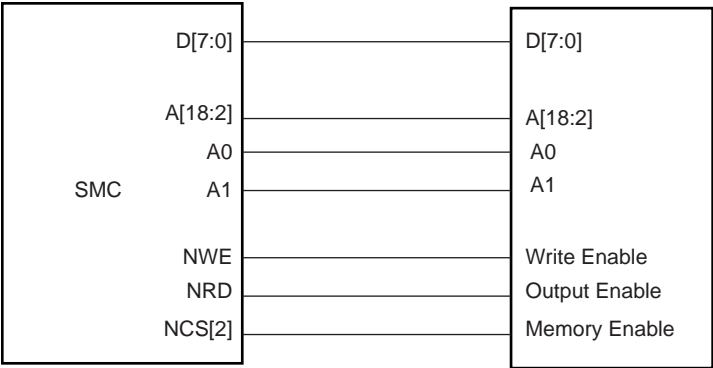 D[7:0] D[7:0]
A[18:2] A[18:2]
A0 A0
SMC A1 A1
NWE Write Enable
NRD Output Enable
NCS[2] Memory Enable